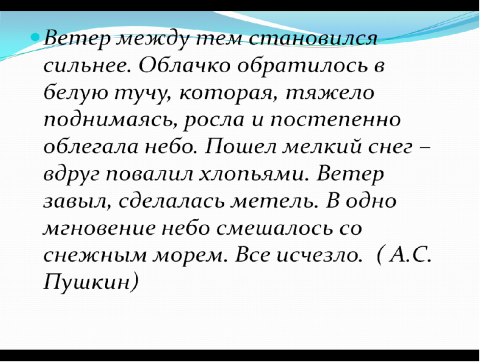 Ветер между тем становился
сильнее. Облачко обратилось в
белую тучу, которая, тяжело
поднимаясь, росла и постепенно
облегала небо. Пошел мелкий снег –
вдруг повалил хлопьями. Ветер
завыл, сделалась метель. В одно
мгновение небо смешалось со
снежным морем. Все исчезло. ( А.С.
Пушкин)